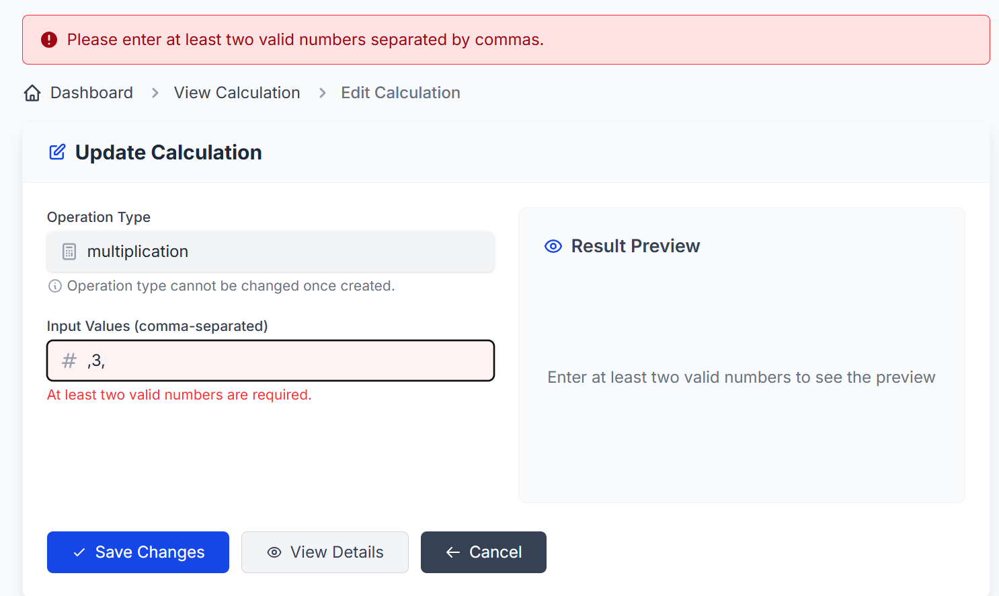 Please enter at least two valid numbers separated by commas.
Dashboard > View Calculation > Edit Calculation
Update Calculation
Operation Type
multiplication
Operation type cannot be changed once created.
Input Values (comma-separated)
# ,3,
At least two valid numbers are required.
Result Preview
Enter at least two valid numbers to see the preview
Save Changes
View Details
Cancel